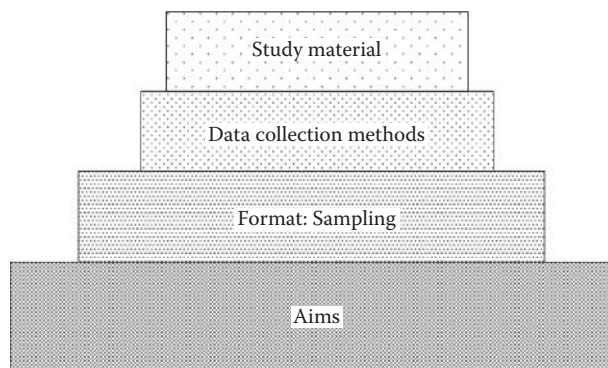 Study material
Data collection methods
Format: Sampling
Aims